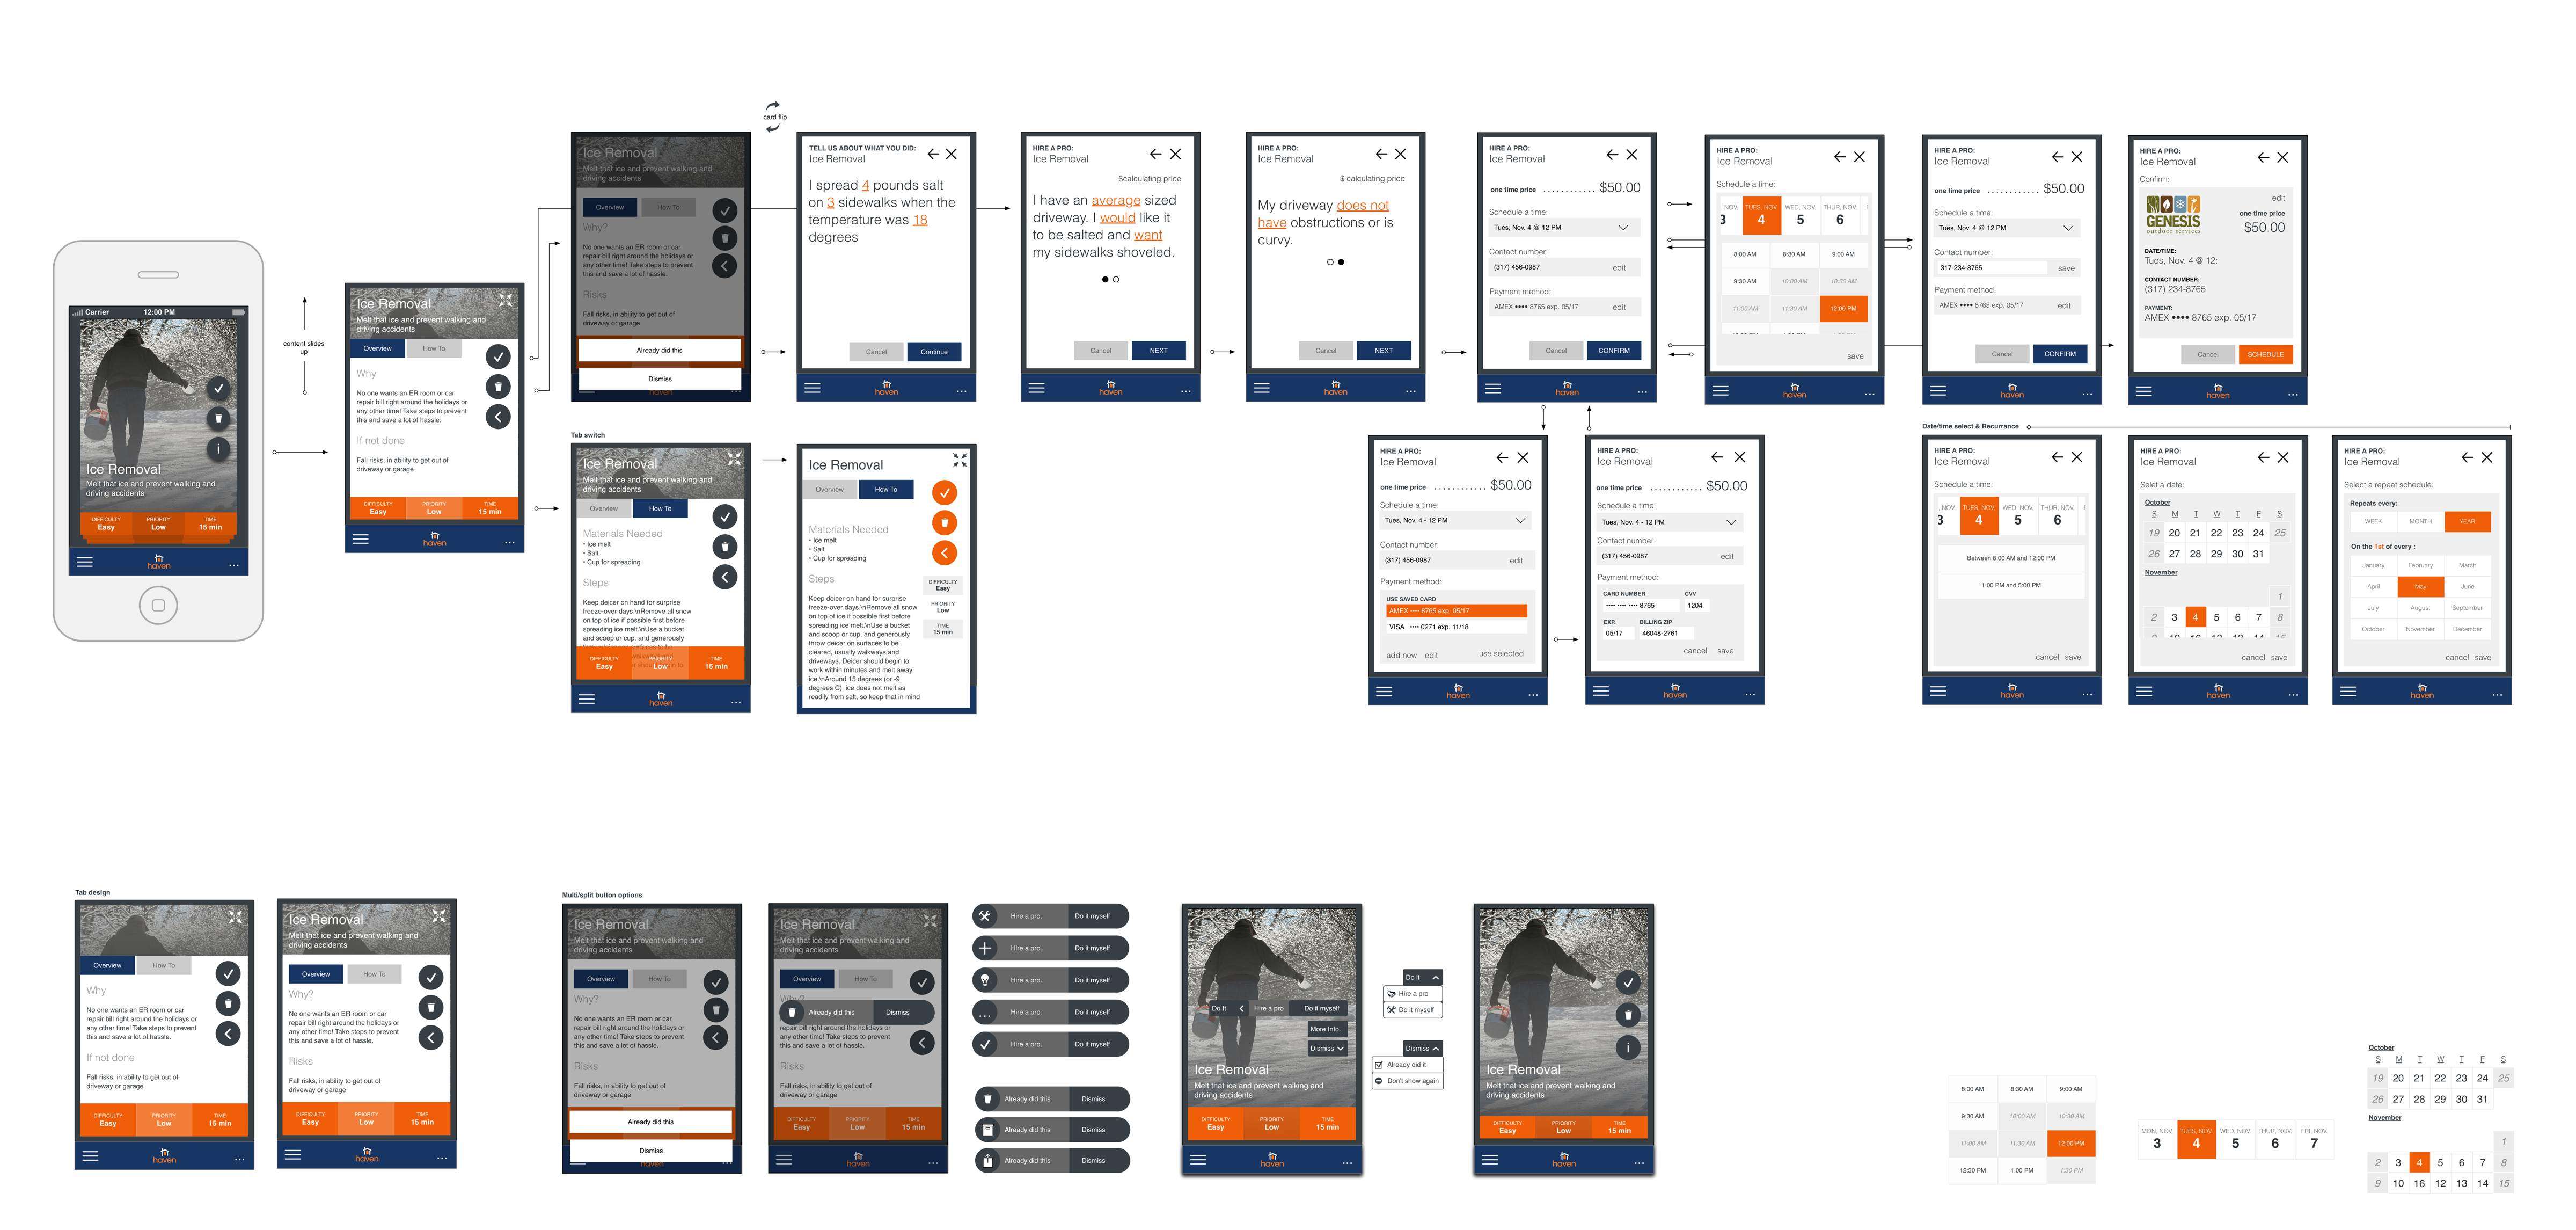 card flip
Carrier 12:00 PM
Ice Removal
Melt that ice and prevent walking and
driving accidents
DIFFICULTY PRIORITY TIME
Easy Low 15 min
haven
content slides
up
Ice Removal
Melt that ice and prevent walking and
driving accidents
Overview How To
Why
No one wants an ER room or car
repair bill right around the holidays or
any other time! Take steps to prevent
this and save a lot of hassle.
If not done
Fall risks, in ability to get out of
driveway or garage
DIFFICULTY PRIORITY TIME
Easy Low 15 min
haven
Ice Removal
Melt that ice and prevent walking and
driving accidents
Overview How To
Why?
No one wants an ER room or car
repair bill right around the holidays or
any other time! Take steps to prevent
this and save a lot of hassle.
Risks
Fall risks, in ability to get out of
driveway or garage
Already did this
Dismiss
haven
TELL US ABOUT WHAT YOU DID:
Ice Removal
I spread 4 pounds salt
on 3 sidewalks when the
temperature was 18
degrees
Cancel Continue
haven
HIRE A PRO:
Ice Removal
$calculating price
I have an average sized
driveway. I would like it
to be salted and want
my sidewalks shoveled.
Cancel NEXT
haven
HIRE A PRO:
Ice Removal
$ calculating price
My driveway does not
have obstructions or is
curvy.
Cancel NEXT
haven
HIRE A PRO:
Ice Removal
one time price . . . . . . . . . . . $50.00
Schedule a time:
Tues, Nov. 4 @ 12 PM
Contact number:
(317) 456-0987 edit
Payment method:
AMEX •••• 8765 exp. 05/17 edit
Cancel CONFIRM
haven
HIRE A PRO:
Ice Removal
Schedule a time:
, NOV. TUES, NOV. WED, NOV. THUR, NOV. F
3 4 5 6
8:00 AM 8:30 AM 9:00 AM
9:30 AM 10:00 AM 10:30 AM
11:00 AM 11:30 AM 12:00 PM
save
haven
HIRE A PRO:
Ice Removal
one time price . . . . . . . . . . . $50.00
Schedule a time:
Tues, Nov. 4 @ 12 PM
Contact number:
317-234-8765 save
Payment method:
AMEX •••• 8765 exp. 05/17 edit
Cancel CONFIRM
haven
HIRE A PRO:
Ice Removal
Confirm:
edit
GENESIS
outdoor services
one time price
$50.00
DATE/TIME:
Tues, Nov. 4 @ 12:
CONTACT NUMBER:
(317) 234-8765
PAYMENT:
AMEX •••• 8765 exp. 05/17
Cancel SCHEDULE
haven
Tab switch
Ice Removal
Melt that ice and prevent walking and
driving accidents
Overview How To
Materials Needed
• Ice melt
• Salt
• Cup for spreading
Steps
Keep deicer on hand for surprise
freeze-over days.\nRemove all snow
on top of ice if possible first before
spreading ice melt.\nUse a bucket
and scoop or cup, and generously
throw deicer on surfaces to be
DIFFICULTY PRIORITY TIME
Easy Low 15 min
haven
Ice Removal
Overview How To
Materials Needed
• Ice melt
• Salt
• Cup for spreading
Steps
Keep deicer on hand for surprise
freeze-over days.\nRemove all snow
on top of ice if possible first before
spreading ice melt.\nUse a bucket
and scoop or cup, and generously
throw deicer on surfaces to be
cleared, usually walkways and
driveways. Deicer should begin to
work within minutes and melt away
ice.\nAround 15 degrees (or -9
degrees C), ice does not melt as
readily from salt, so keep that in mind
DIFFICULTY
Easy
PRIORITY
Low
TIME
15 min
HIRE A PRO:
Ice Removal
one time price . . . . . . . . . . . $50.00
Schedule a time:
Tues, Nov. 4 - 12 PM
Contact number:
(317) 456-0987 edit
Payment method:
USE SAVED CARD
AMEX •••• 8765 exp. 05/17
VISA •••• 0271 exp. 11/18
add new edit use selected
haven
HIRE A PRO:
Ice Removal
one time price . . . . . . . . . . . $50.00
Schedule a time:
Tues, Nov. 4 - 12 PM
Contact number:
(317) 456-0987 edit
Payment method:
CARD NUMBER CVV
•••• •••• •••• 8765 1204
EXP. BILLING ZIP
05/17 46048-2761
cancel save
haven
Date/time select & Recurrance
HIRE A PRO:
Ice Removal
Schedule a time:
, NOV. TUES, NOV. WED, NOV. THUR, NOV. F
3 4 5 6
Between 8:00 AM and 12:00 PM
1:00 PM and 5:00 PM
cancel save
haven
HIRE A PRO:
Ice Removal
Selet a date:
October
S M T W T F S
19 20 21 22 23 24 25
26 27 28 29 30 31
November
1
2 3 4 5 6 7 8
9 10 16 12 13 14 15
cancel save
haven
HIRE A PRO:
Ice Removal
Select a repeat schedule:
Repeats every:
WEEK MONTH YEAR
On the 1st of every :
January February March
April May June
July August September
October November December
cancel save
haven
Tab design
Overview How To
Why
No one wants an ER room or car
repair bill right around the holidays or
any other time! Take steps to prevent
this and save a lot of hassle.
If not done
Fall risks, in ability to get out of
driveway or garage
DIFFICULTY PRIORITY TIME
Easy Low 15 min
haven
Ice Removal
Melt that ice and prevent walking and
driving accidents
Overview How To
Why?
No one wants an ER room or car
repair bill right around the holidays or
any other time! Take steps to prevent
this and save a lot of hassle.
Risks
Fall risks, in ability to get out of
driveway or garage
DIFFICULTY PRIORITY TIME
Easy Low 15 min
haven
Multi/split button options
Ice Removal
Melt that ice and prevent walking and
driving accidents
Overview How To
Why?
No one wants an ER room or car
repair bill right around the holidays or
any other time! Take steps to prevent
this and save a lot of hassle.
Risks
Fall risks, in ability to get out of
driveway or garage
Already did this
Dismiss
haven
Ice Removal
Melt that ice and prevent walking and
driving accidents
Overview How To
Why?
Already did this Dismiss
repair bill right around the holidays or
any other time! Take steps to prevent
this and save a lot of hassle.
Risks
Fall risks, in ability to get out of
driveway or garage
DIFFICULTY PRIORITY TIME
Easy Low 15 min
haven
Hire a pro. Do it myself
Hire a pro. Do it myself
Hire a pro. Do it myself
Hire a pro. Do it myself
Hire a pro. Do it myself
Already did this Dismiss
Already did this Dismiss
Already did this Dismiss
Do It Hire a pro Do it myself
More Info.
Dismiss
Ice Removal
Melt that ice and prevent walking and
driving accidents
DIFFICULTY PRIORITY TIME
Easy Low 15 min
haven
Do it
Hire a pro
Do it myself
Dismiss
Already did it
Don't show again
Ice Removal
Melt that ice and prevent walking and
driving accidents
DIFFICULTY PRIORITY TIME
Easy Low 15 min
haven
8:00 AM 8:30 AM 9:00 AM
9:30 AM 10:00 AM 10:30 AM
11:00 AM 11:30 AM 12:00 PM
12:30 PM 1:00 PM 1:30 PM
MON, NOV. TUES, NOV. WED, NOV. THUR, NOV. FRI, NOV.
3 4 5 6 7
October
S M T W T F S
19 20 21 22 23 24 25
26 27 28 29 30 31
November
1
2 3 4 5 6 7 8
9 10 16 12 13 14 15